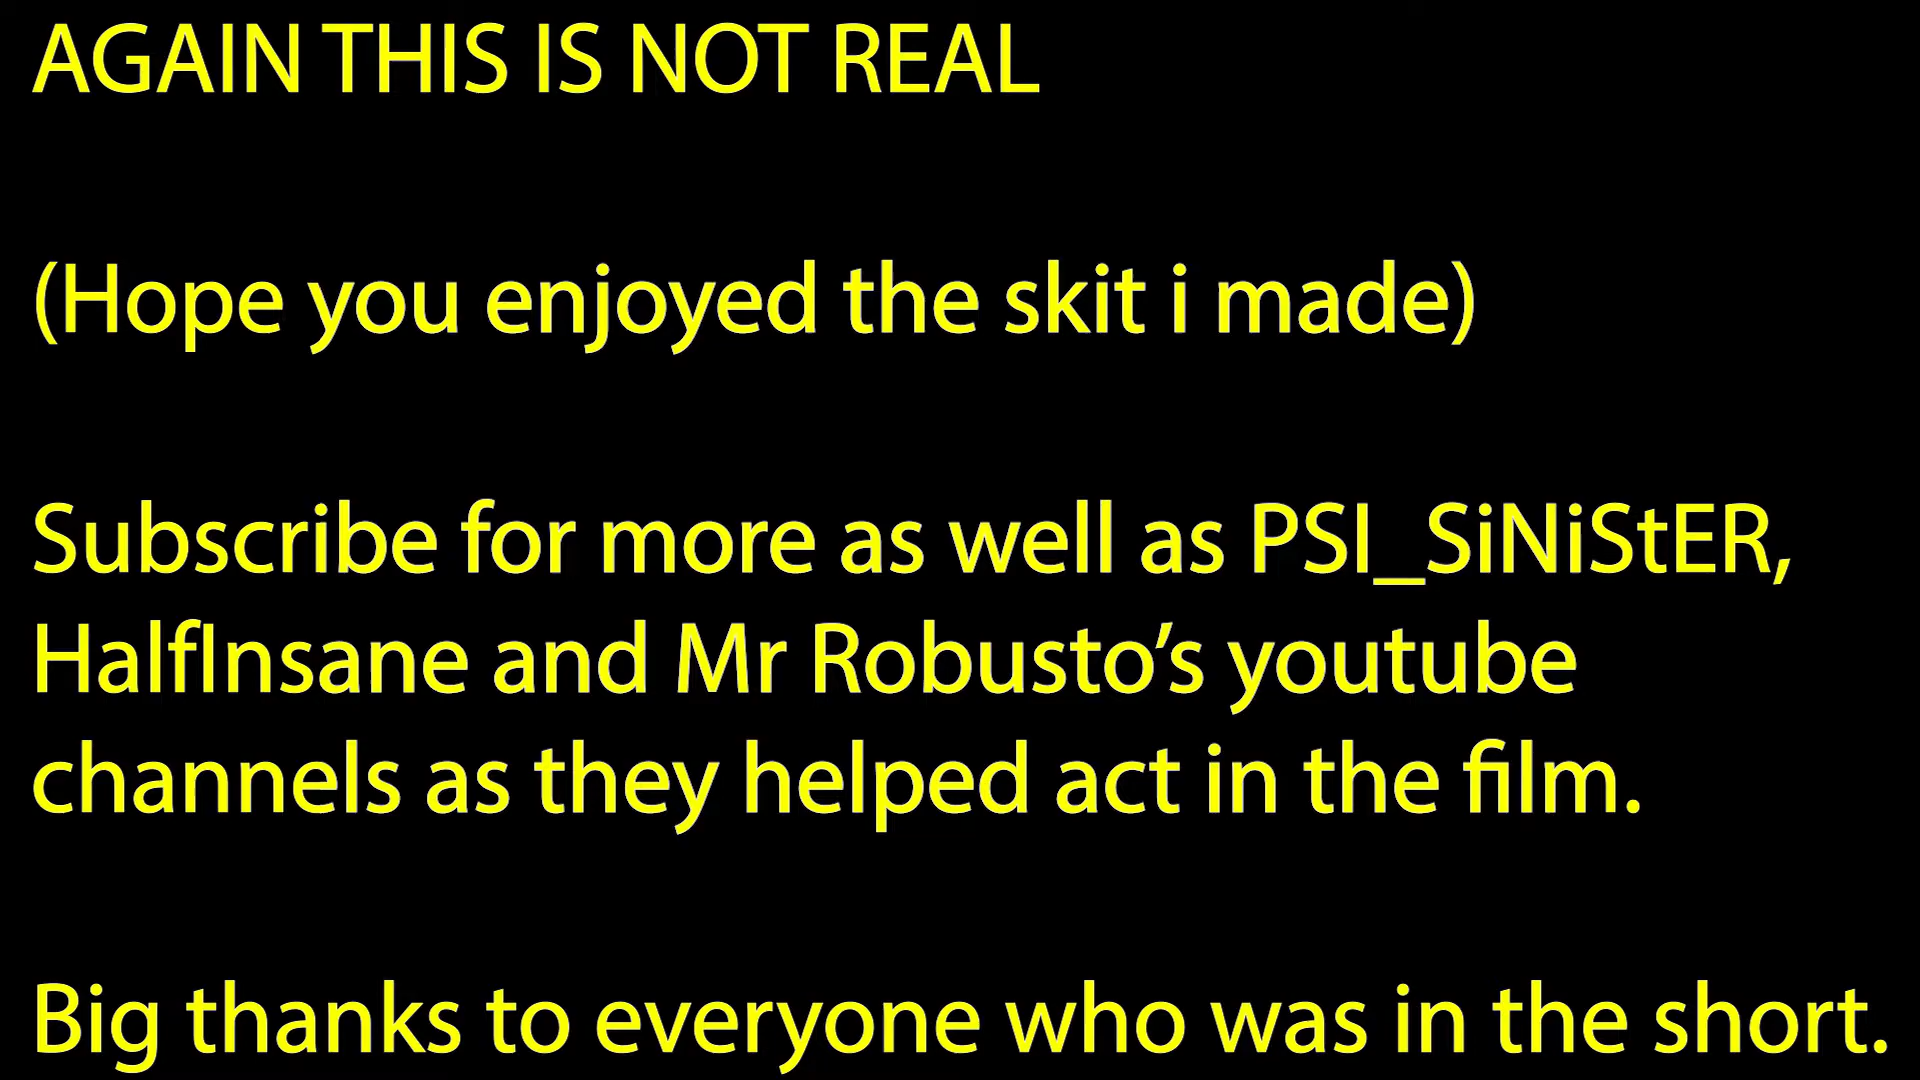 AGAIN THIS IS NOT REAL
(Hope you enjoyed the skit i made)
Subscribe for more as well as PSI_SiNiStER,
HalfInsane and Mr Robusto’s youtube
channels as they helped act in the film.
Big thanks to everyone who was in the short.